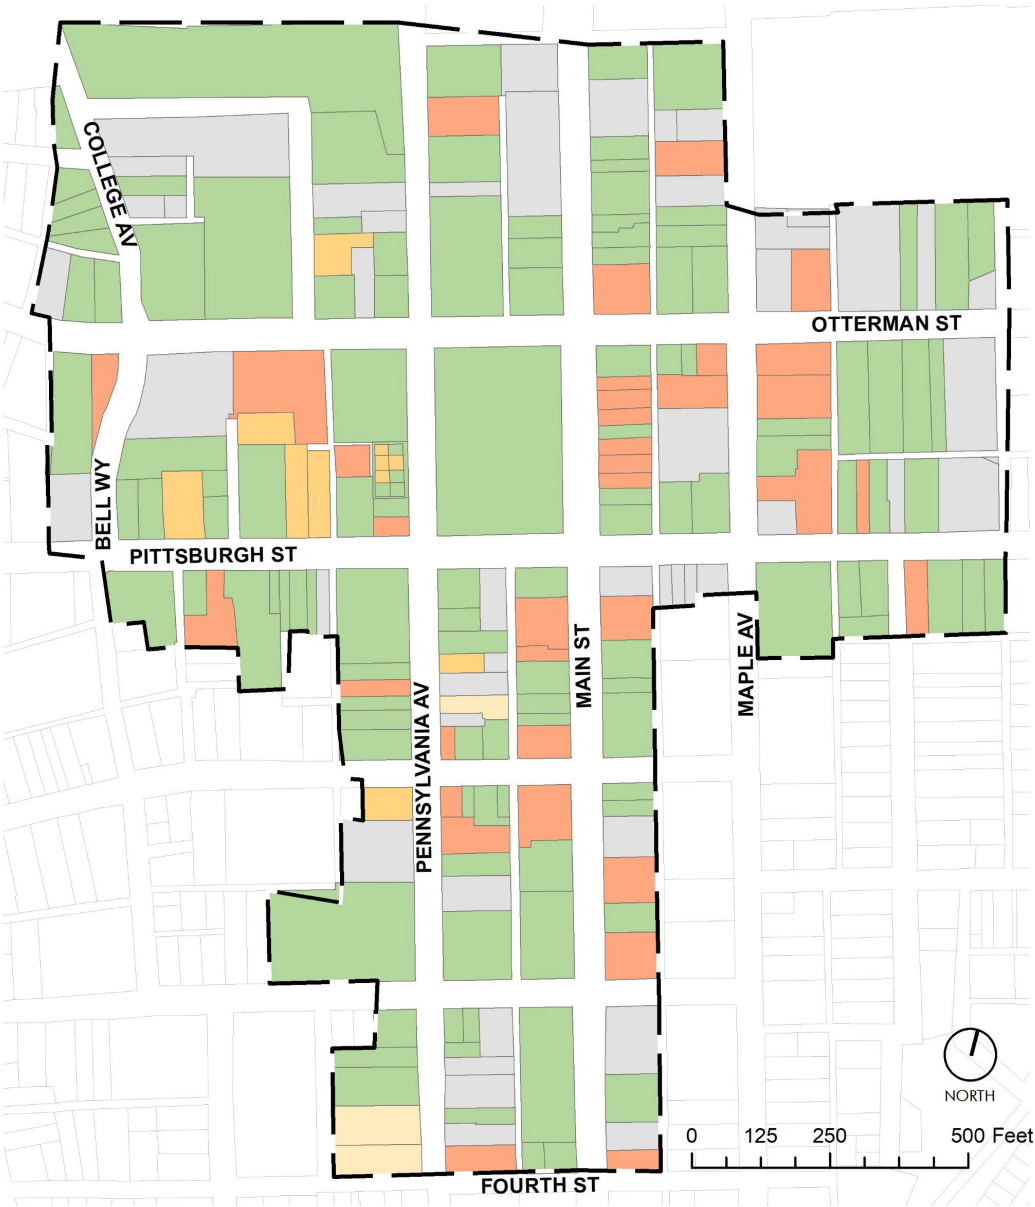 COLLEGE AV
OTTERMAN ST
BELL WY
PITTSBURGH ST
MAIN ST
MAPLE AV
PENNSYLVANIA AV
NORTH
0 125 250 500 Feet
FOURTH ST